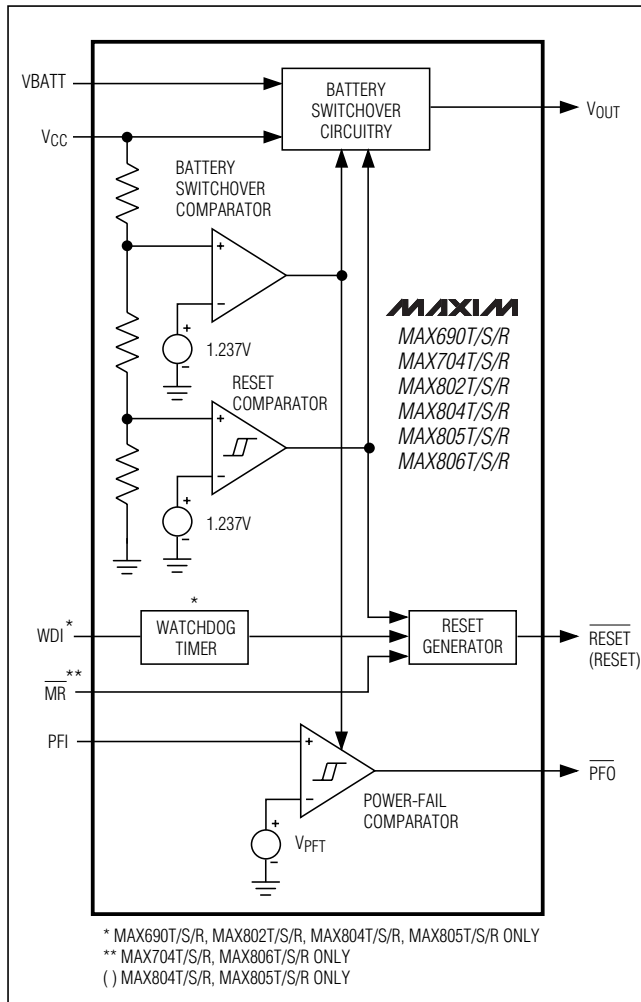 VBATT
VCC
BATTERY
SWITCHOVER
CIRCUITRY
VOUT
BATTERY
SWITCHOVER
COMPARATOR
+
−
+
−
1.237V
MAXIM
MAX690T/S/R
MAX704T/S/R
MAX802T/S/R
MAX804T/S/R
MAX805T/S/R
MAX806T/S/R
RESET
COMPARATOR
+
−
+
−
1.237V
*
WDI*
WATCHDOG
TIMER
RESET
GENERATOR
RESET
(RESET)
MR**
PFI
+
−
PFO
POWER-FAIL
COMPARATOR
+
−
VPFT
* MAX690T/S/R, MAX802T/S/R, MAX804T/S/R, MAX805T/S/R ONLY
** MAX704T/S/R, MAX806T/S/R ONLY
( ) MAX804T/S/R, MAX805T/S/R ONLY